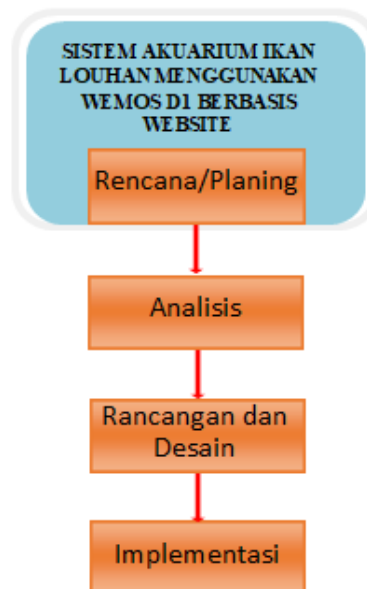 SISTEM AKUARIUM IKAN
LOUHAN MENGGUNAKAN
WEMOS D1 BERBASIS
WEBSITE
Rencana/Planing
Analisis
Rancangan dan
Desain
Implementasi